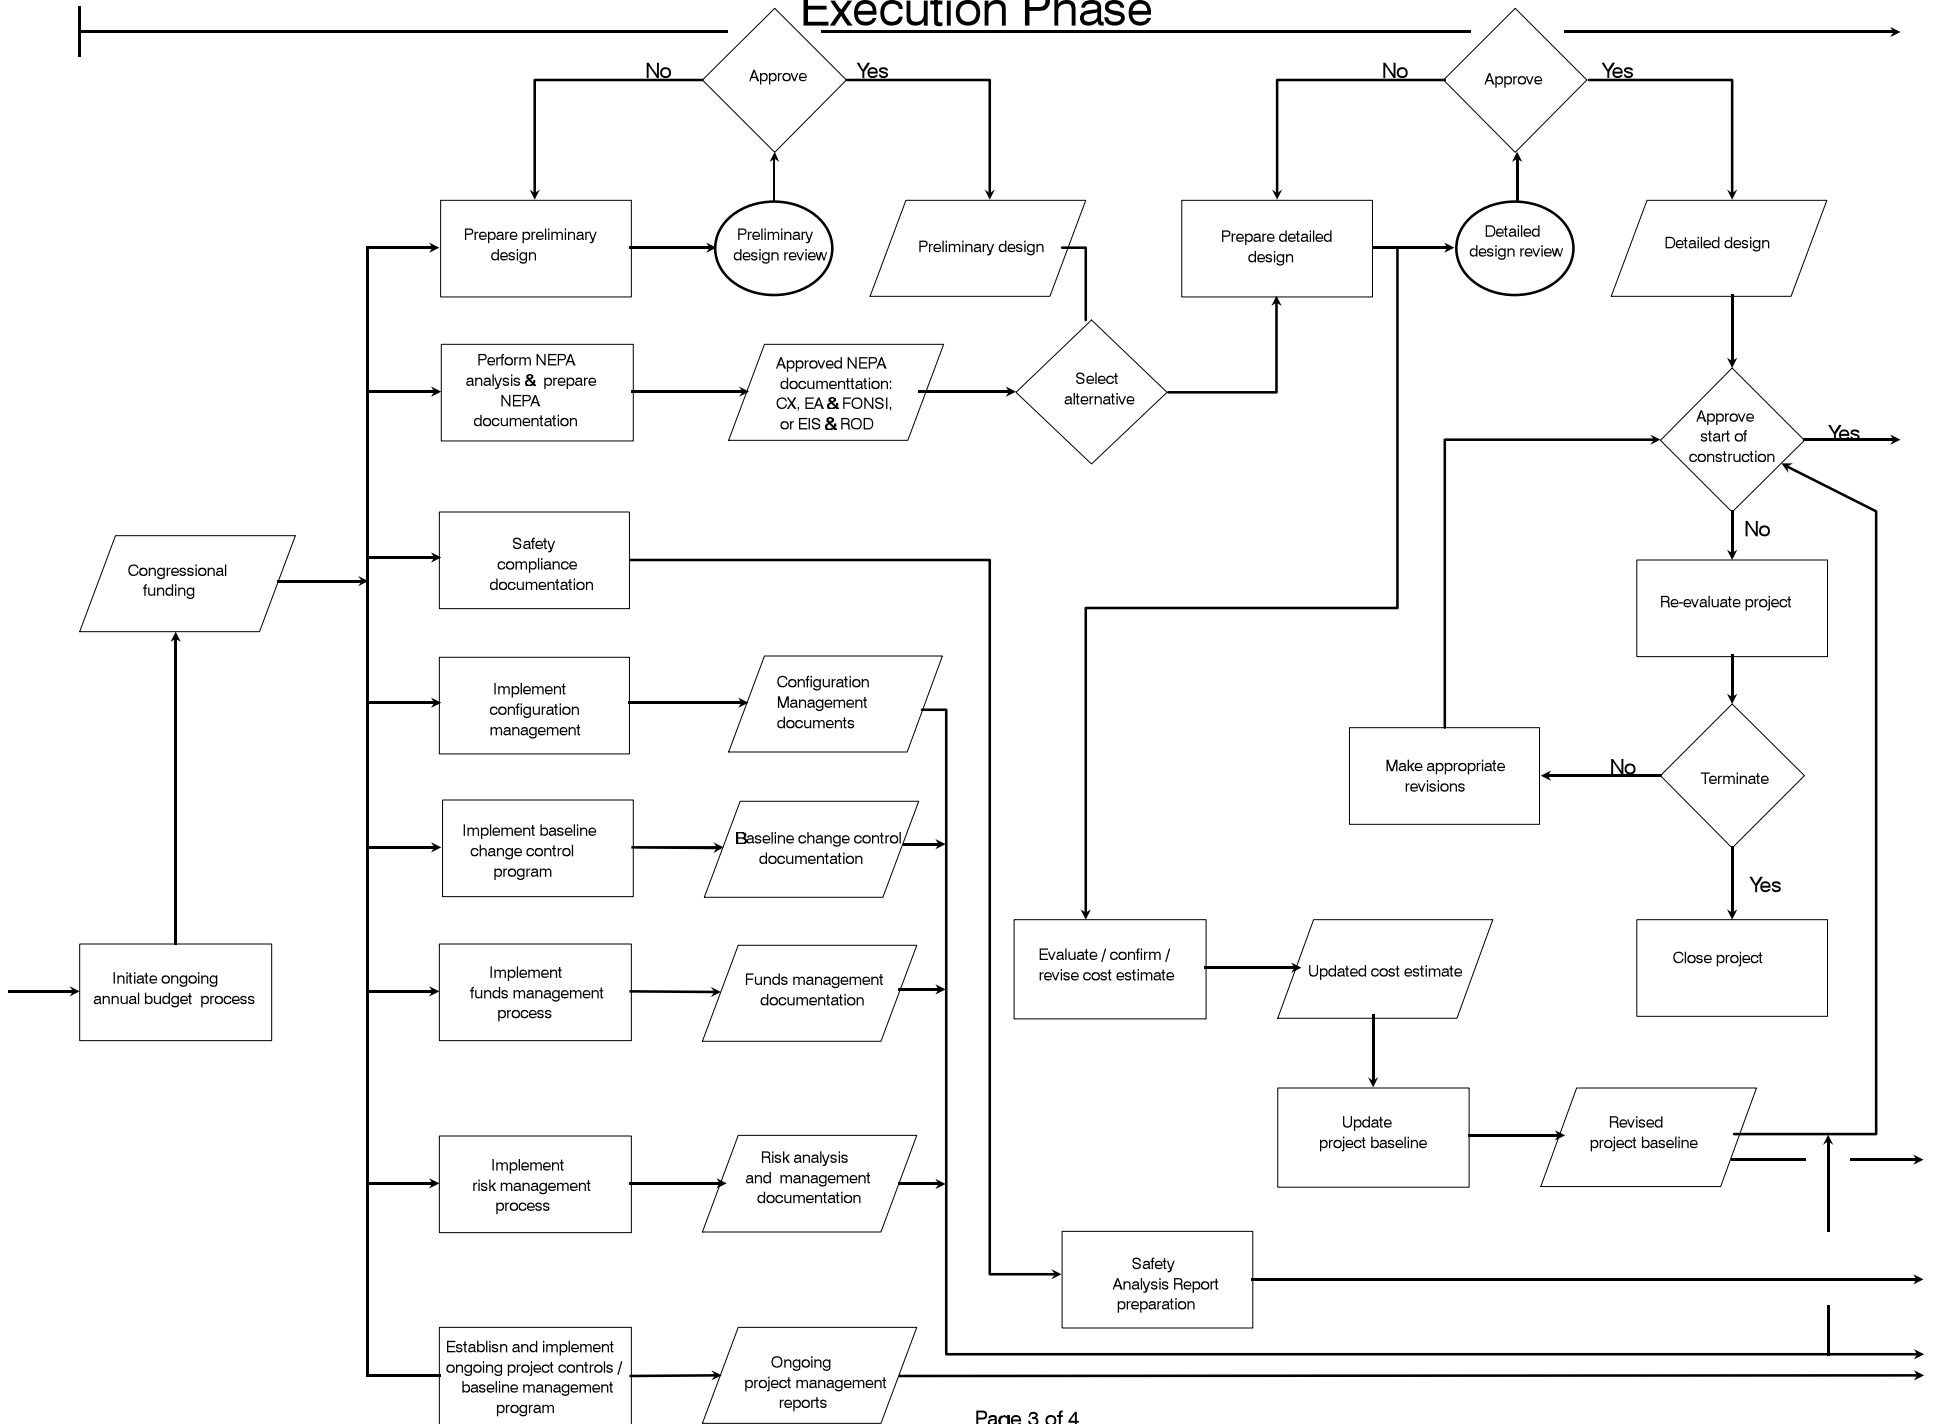 Execution Phase
No
Approve
Yes
No
Approve
Yes
Prepare preliminary
design
Preliminary
design review
Preliminary design
Prepare detailed
design
Detailed
design review
Detailed design
Perform NEPA
analysis & prepare
NEPA
documentation
Approved NEPA
documenttation:
CX, EA & FONSI,
or EIS & ROD
Select
alternative
Approve
start of
construction
Yes
No
Safety
compliance
documentation
Congressional
funding
Re-evaluate project
Implement
configuration
management
Configuration
Management
documents
Make appropriate
revisions
No
Terminate
Yes
Implement baseline
change control
program
Baseline change control
documentation
Initiate ongoing
annual budget process
Implement
funds management
process
Funds management
documentation
Evaluate / confirm /
revise cost estimate
Updated cost estimate
Close project
Update
project baseline
Revised
project baseline
Implement
risk management
process
Risk analysis
and management
documentation
Safety
Analysis Report
preparation
Establisn and implement
ongoing project controls /
baseline management
program
Ongoing
project management
reports
Page 3 of 4